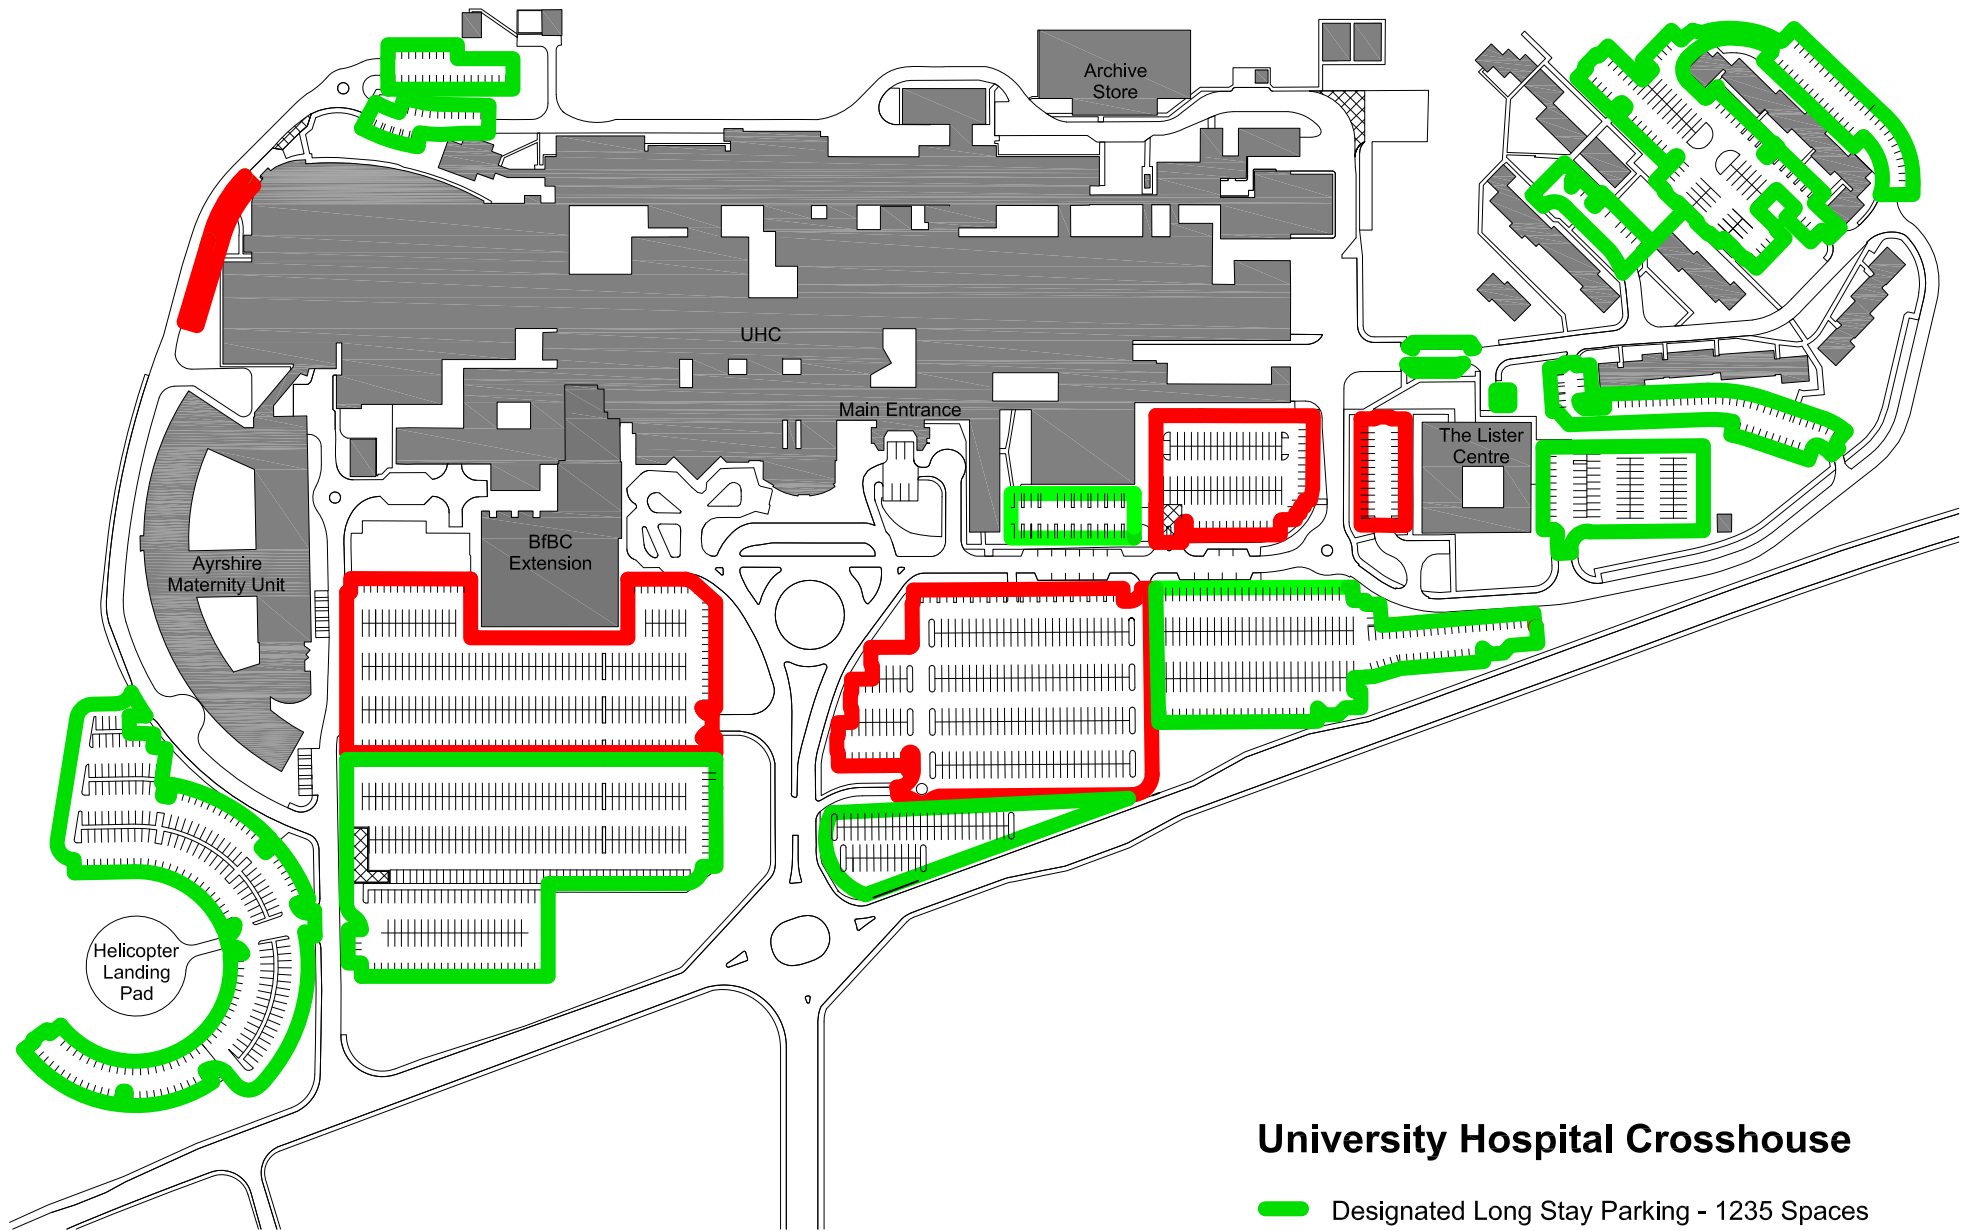 Archive
Store
UHC
Main Entrance
The Lister
Centre
BfBC
Extension
Ayrshire
Maternity Unit
Helicopter
Landing
Pad
University Hospital Crosshouse
Designated Long Stay Parking - 1235 Spaces